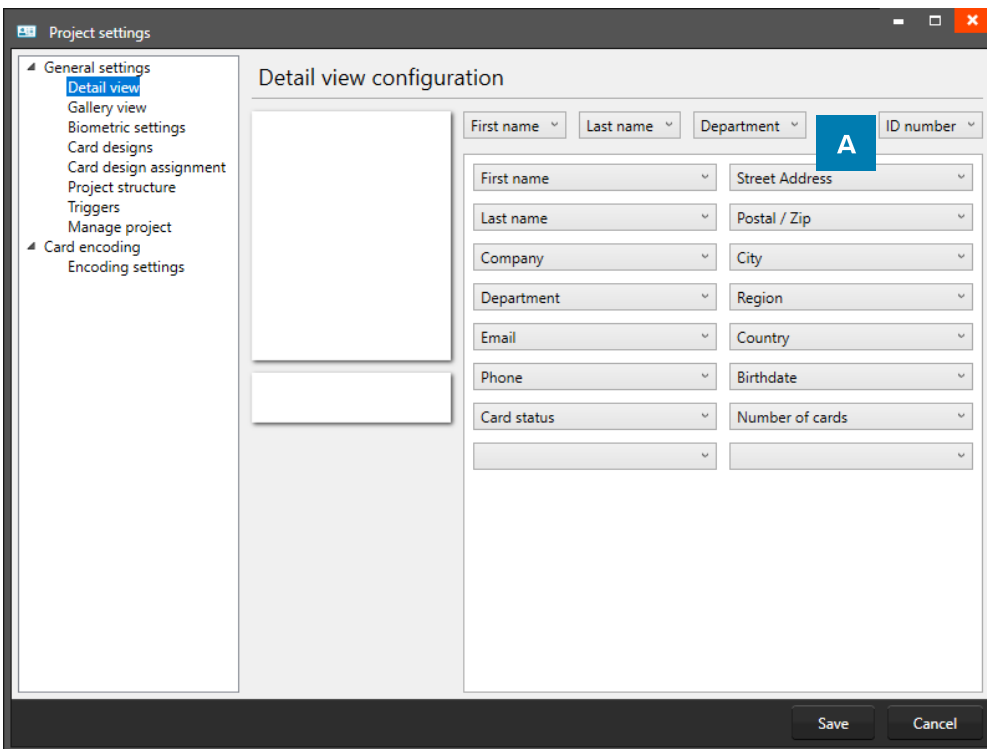 Project settings
General settings
Detail view
Gallery view
Biometric settings
Card designs
Card design assignment
Project structure
Triggers
Manage project
Card encoding
Encoding settings
Detail view configuration
First name Last name Department A ID number
First name Street Address
Last name Postal / Zip
Company City
Department Region
Email Country
Phone Birthdate
Card status Number of cards
Save Cancel